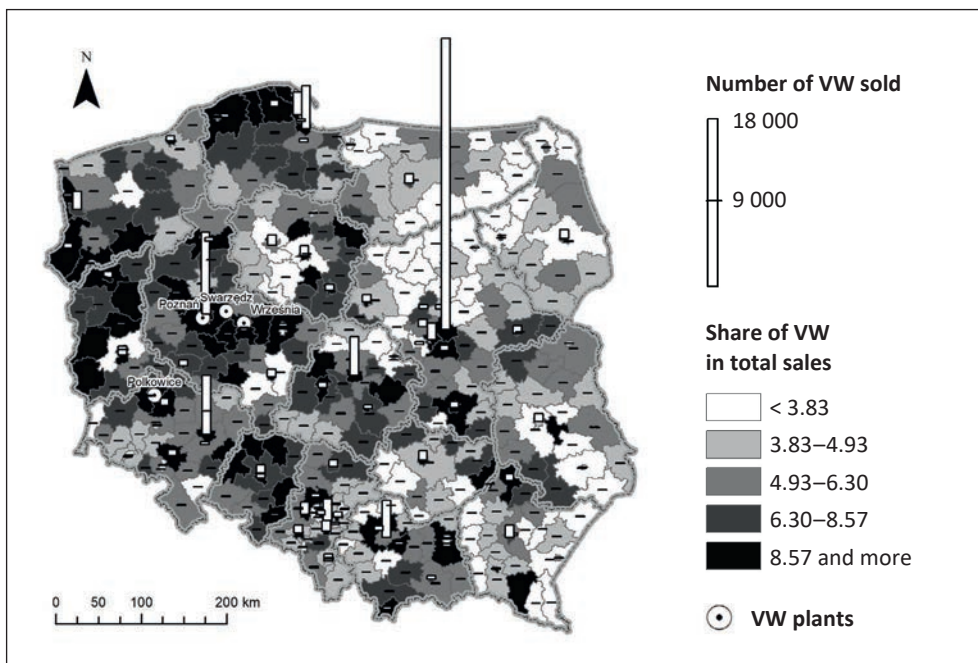 N
Number of VW sold
18 000
9 000
Poznań
Swarzędz
Września
Polkowice
Share of VW
in total sales
< 3.83
3.83–4.93
4.93–6.30
6.30–8.57
8.57 and more
VW plants
0 50 100 200 km